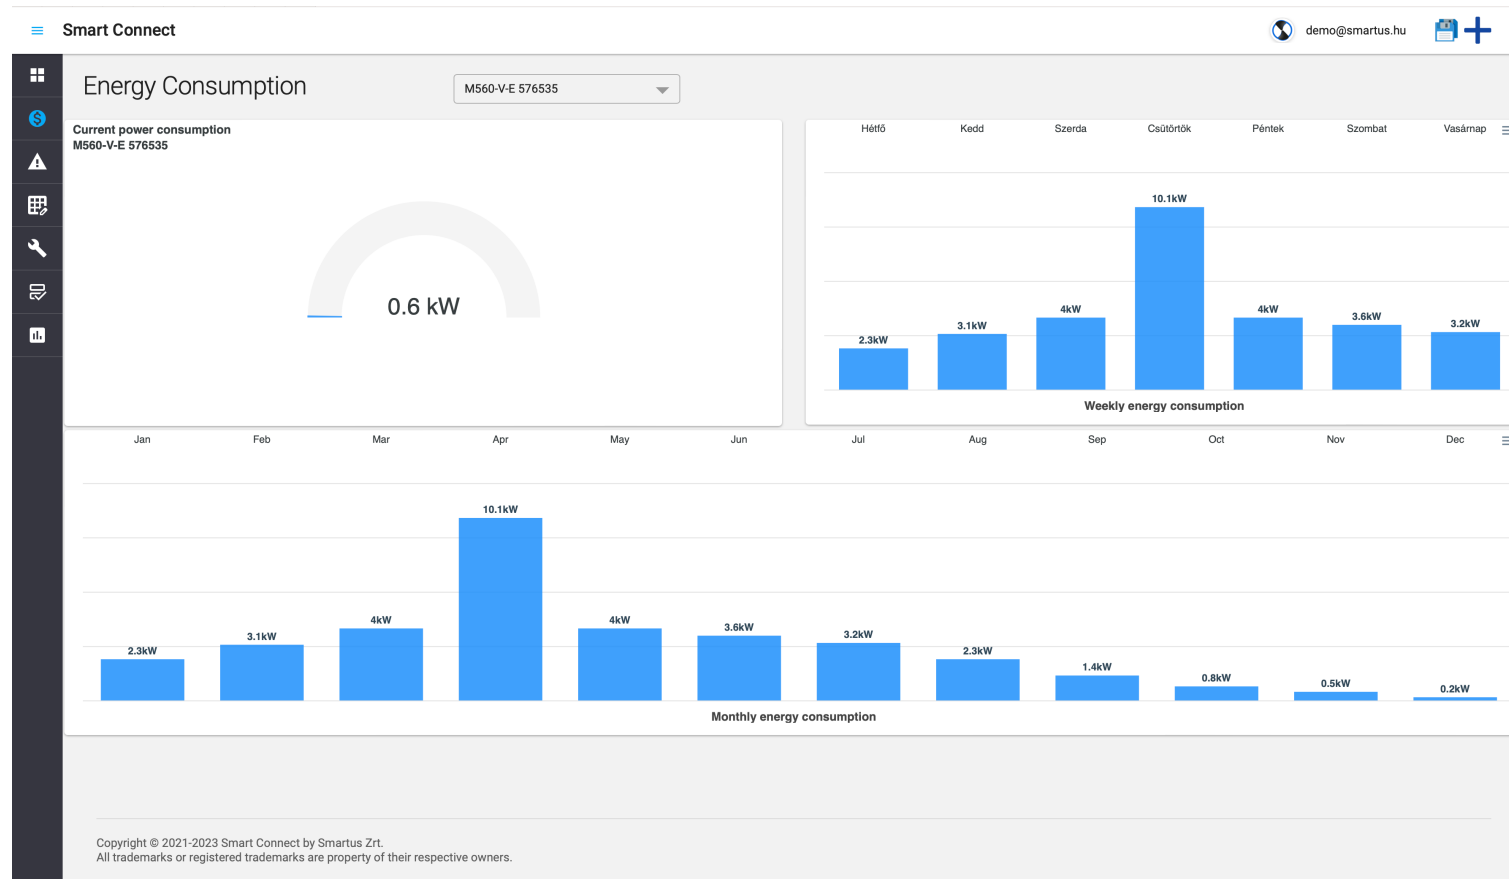 Smart Connect
demo@smartus.hu
Energy Consumption
M560-V-E 576535
Current power consumption
M560-V-E 576535
0.6 kW
Hétfő Kedd Szerda Csütörtök Péntek Szombat Vasárnap
2.3kW 3.1kW 4kW 10.1kW 4kW 3.6kW 3.2kW
Weekly energy consumption
Jan Feb Mar Apr May Jun Jul Aug Sep Oct Nov Dec
2.3kW 3.1kW 4kW 10.1kW 4kW 3.6kW 3.2kW 2.3kW 1.4kW 0.8kW 0.5kW 0.2kW
Monthly energy consumption
Copyright © 2021-2023 Smart Connect by Smartus Zrt.
All trademarks or registered trademarks are property of their respective owners.